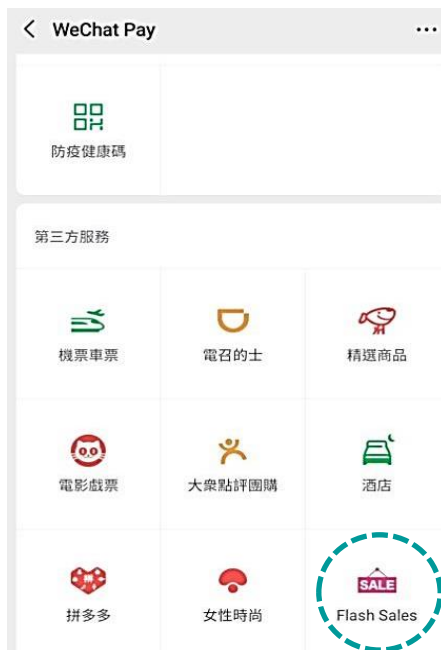 WeChat Pay
防疫健康碼
第三方服務
機票車票
電召的士
精選商品
電影戲票
大衆點評團購
酒店
拼
SALE
拼多多
女性時尚
Flash Sales